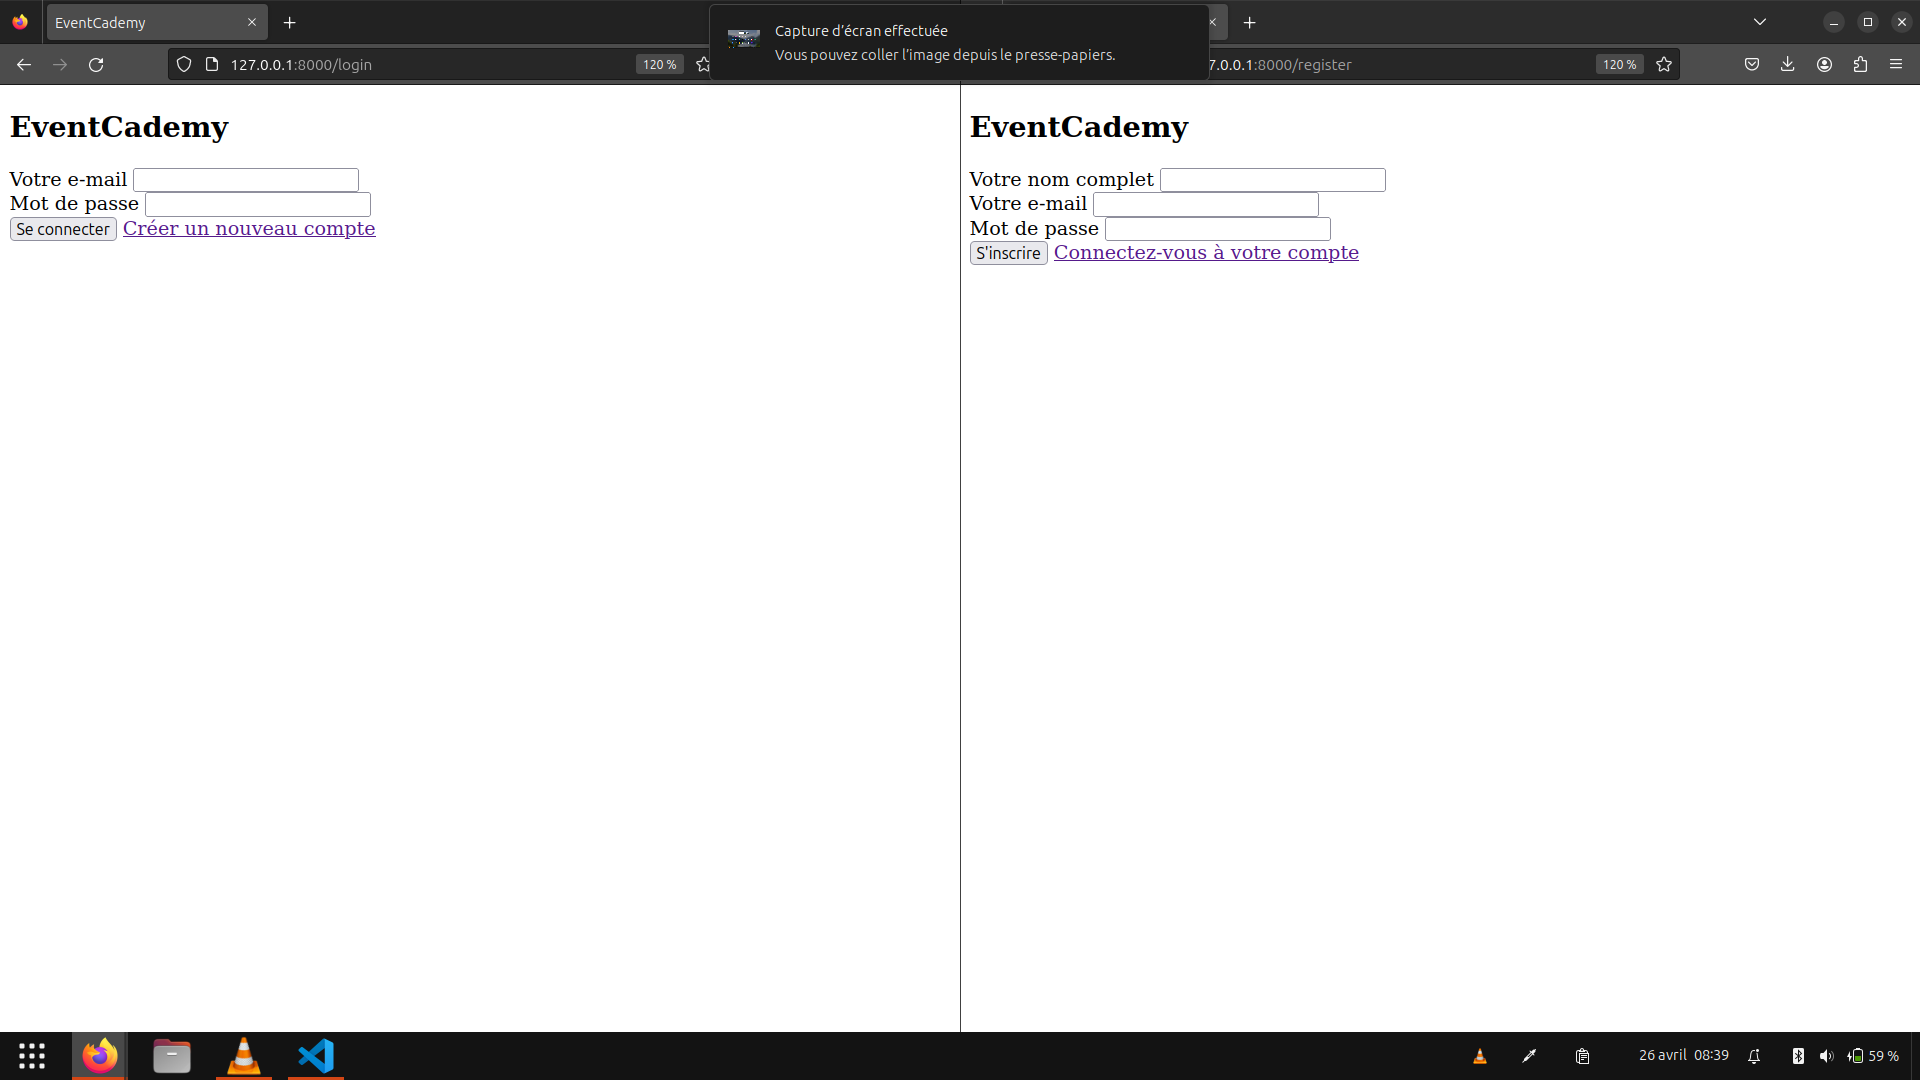 EventCademy
Capture d'écran effectuée
Vous pouvez coller l'image depuis le presse-papiers.
127.0.0.1:8000/login
120 %
7.0.0.1:8000/register
120 %
EventCademy
Votre e-mail
Mot de passe
Se connecter Créer un nouveau compte
EventCademy
Votre nom complet
Votre e-mail
Mot de passe
S'inscrire Connectez-vous à votre compte
26 avril 08:39
59 %